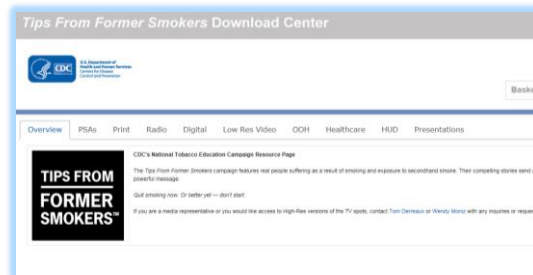 Tips From Former Smokers Download Center
CDC
U.S. Department of
Health and Human Services
Centers for Disease
Control and Prevention
Baske
Overview PSAs Print Radio Digital Low Res Video OOH Healthcare HUD Presentations
TIPS FROM
FORMER
SMOKERS™
CDC's National Tobacco Education Campaign Resource Page
The Tips From Former Smokers campaign features real people suffering as a result of smoking and exposure to secondhand smoke. Their compelling stories send
powerful message:
Quit smoking now. Or better yet — don't start.
If you are a media representative or you would like access to High-Res versions of the TV spots, contact Tom or Wendy with any inquiries or